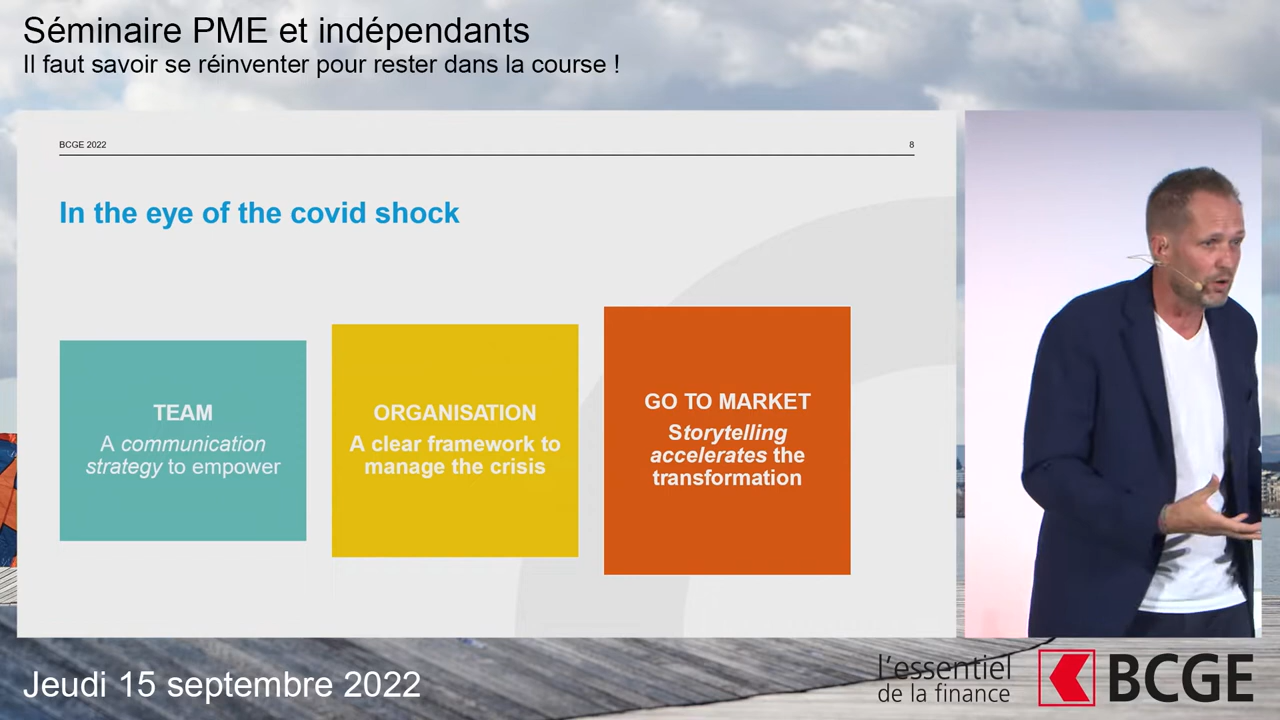 Séminaire PME et indépendants
Il faut savoir se réinventer pour rester dans la course !
BCGE 2022
8
In the eye of the covid shock
TEAM
A communication
strategy to empower
ORGANISATION
A clear framework to
manage the crisis
GO TO MARKET
Storytelling
accelerates the
transformation
Jeudi 15 septembre 2022
l'essentiel
de la finance
BCGE